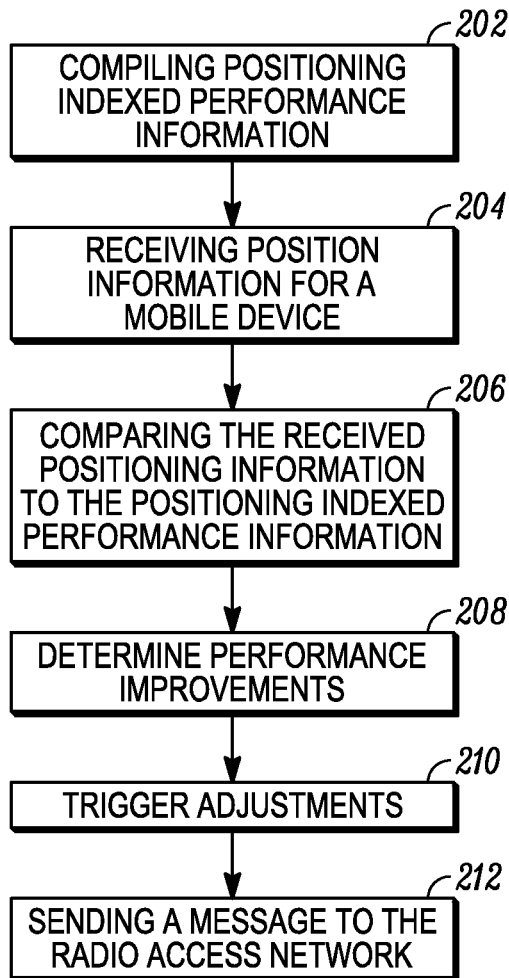 202
COMPILING POSITIONING
INDEXED PERFORMANCE
INFORMATION
204
RECEIVING POSITION
INFORMATION FOR A
MOBILE DEVICE
206
COMPARING THE RECEIVED
POSITIONING INFORMATION
TO THE POSITIONING INDEXED
PERFORMANCE INFORMATION
208
DETERMINE PERFORMANCE
IMPROVEMENTS
210
TRIGGER ADJUSTMENTS
212
SENDING A MESSAGE TO THE
RADIO ACCESS NETWORK